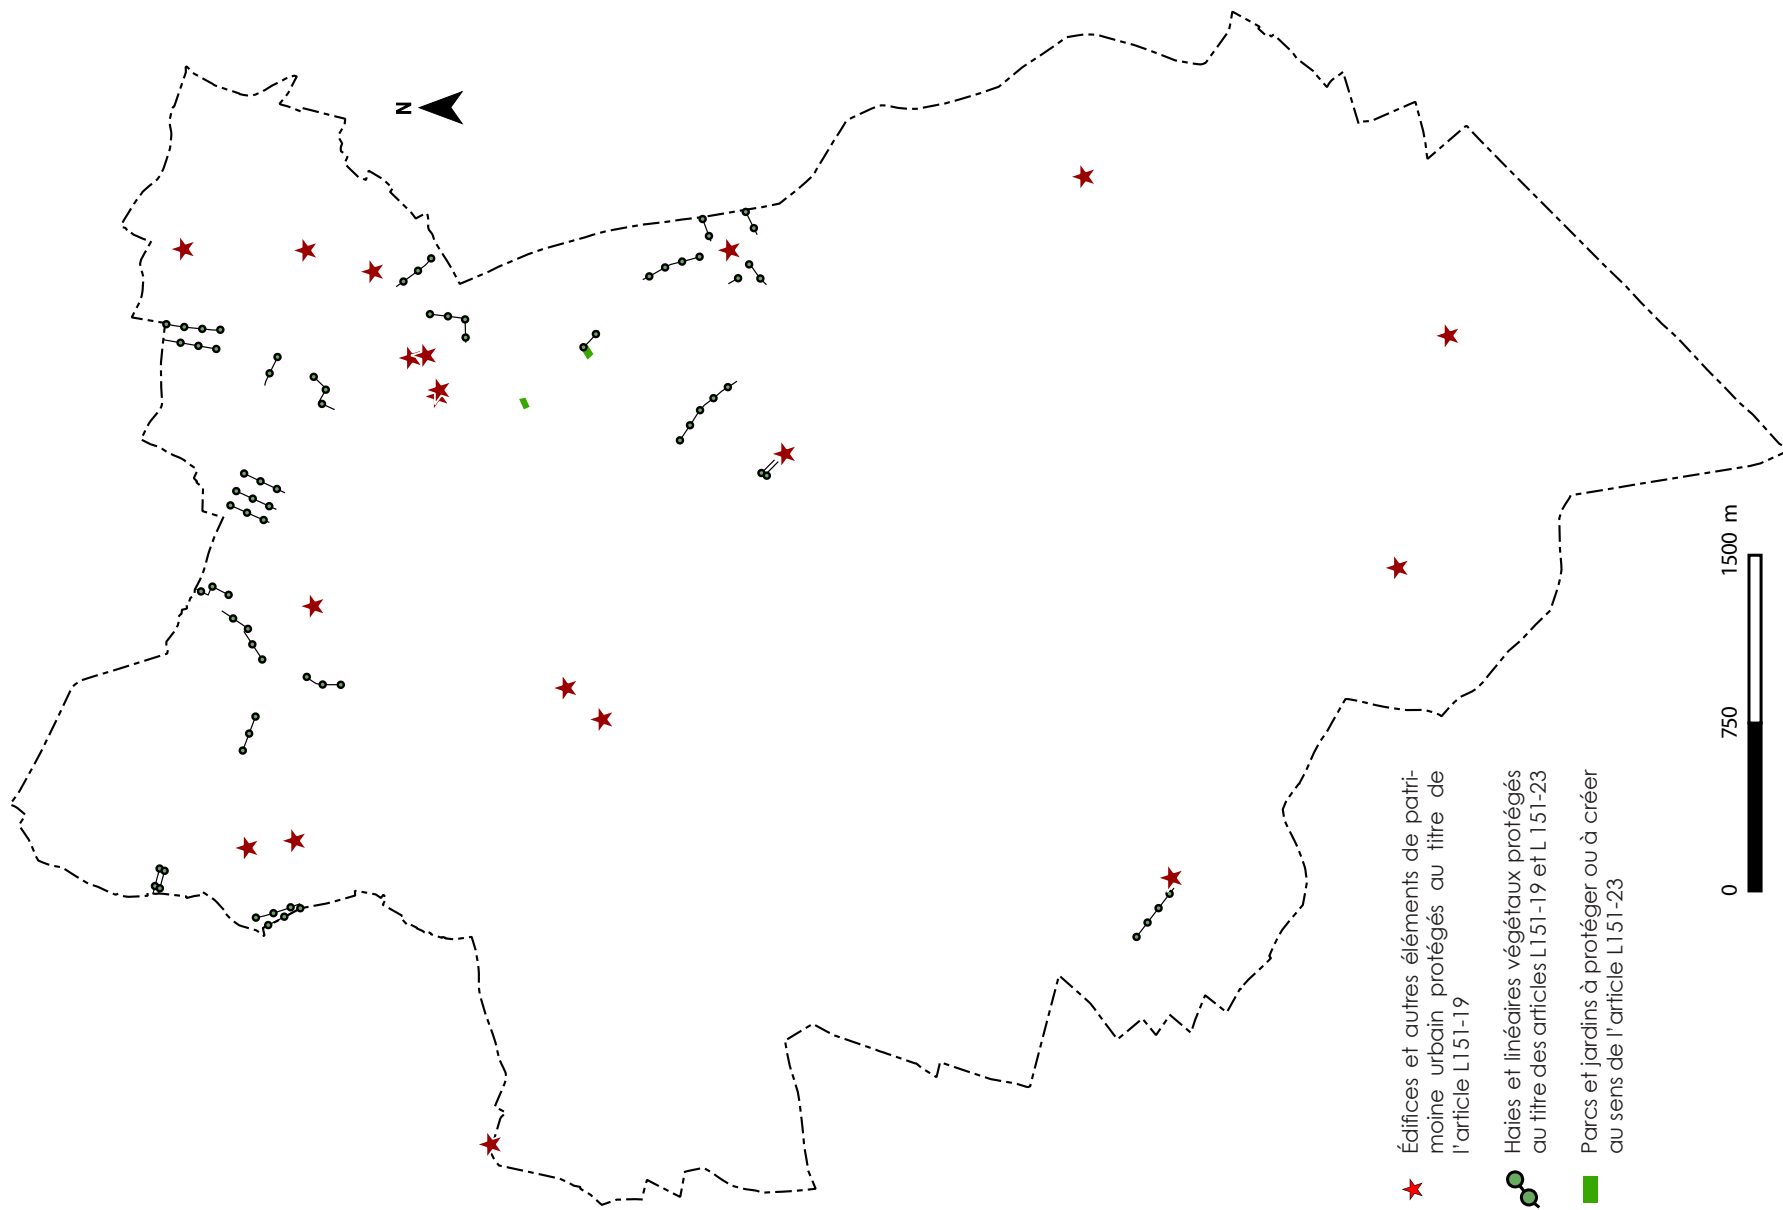 N
Édifices et autres éléments de patri-
moine urbain protégés au titre de
l'article L151-19
Haies et linéaires végétaux protégés
au titre des articles L151-19 et L 151-23
Parcs et jardins à protéger ou à créer
au sens de l'article L151-23
0 750 1500 m